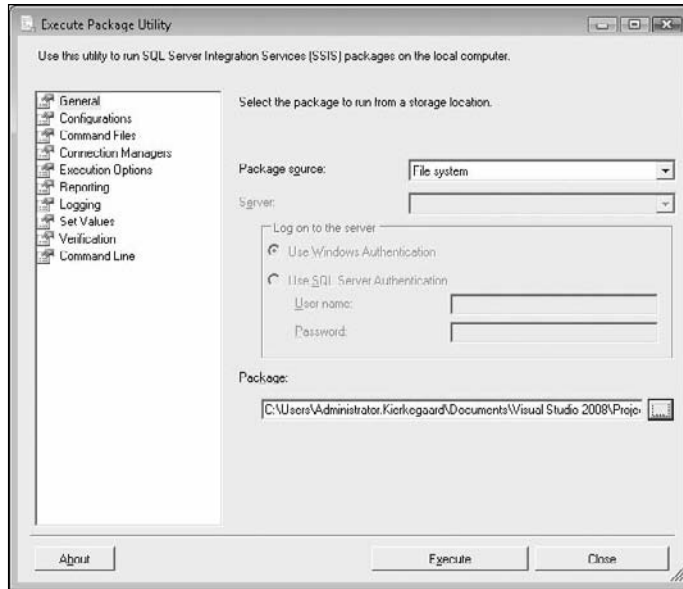 Execute Package Utility
Use this utility to run SQL Server Integration Services (SSIS) packages on the local computer.
General
Configurations
Command Files
Connection Managers
Execution Options
Reporting
Logging
Set Values
Verification
Command Line
Select the package to run from a storage location.
Package source:
File system
Server:
Log on to the server
Use Windows Authentication
Use SQL Server Authentication
User name:
Password:
Package:
C:\Users\Administrator.Kierkegaard\Documents\Visual Studio 2008\Proje
...
About
Execute
Close